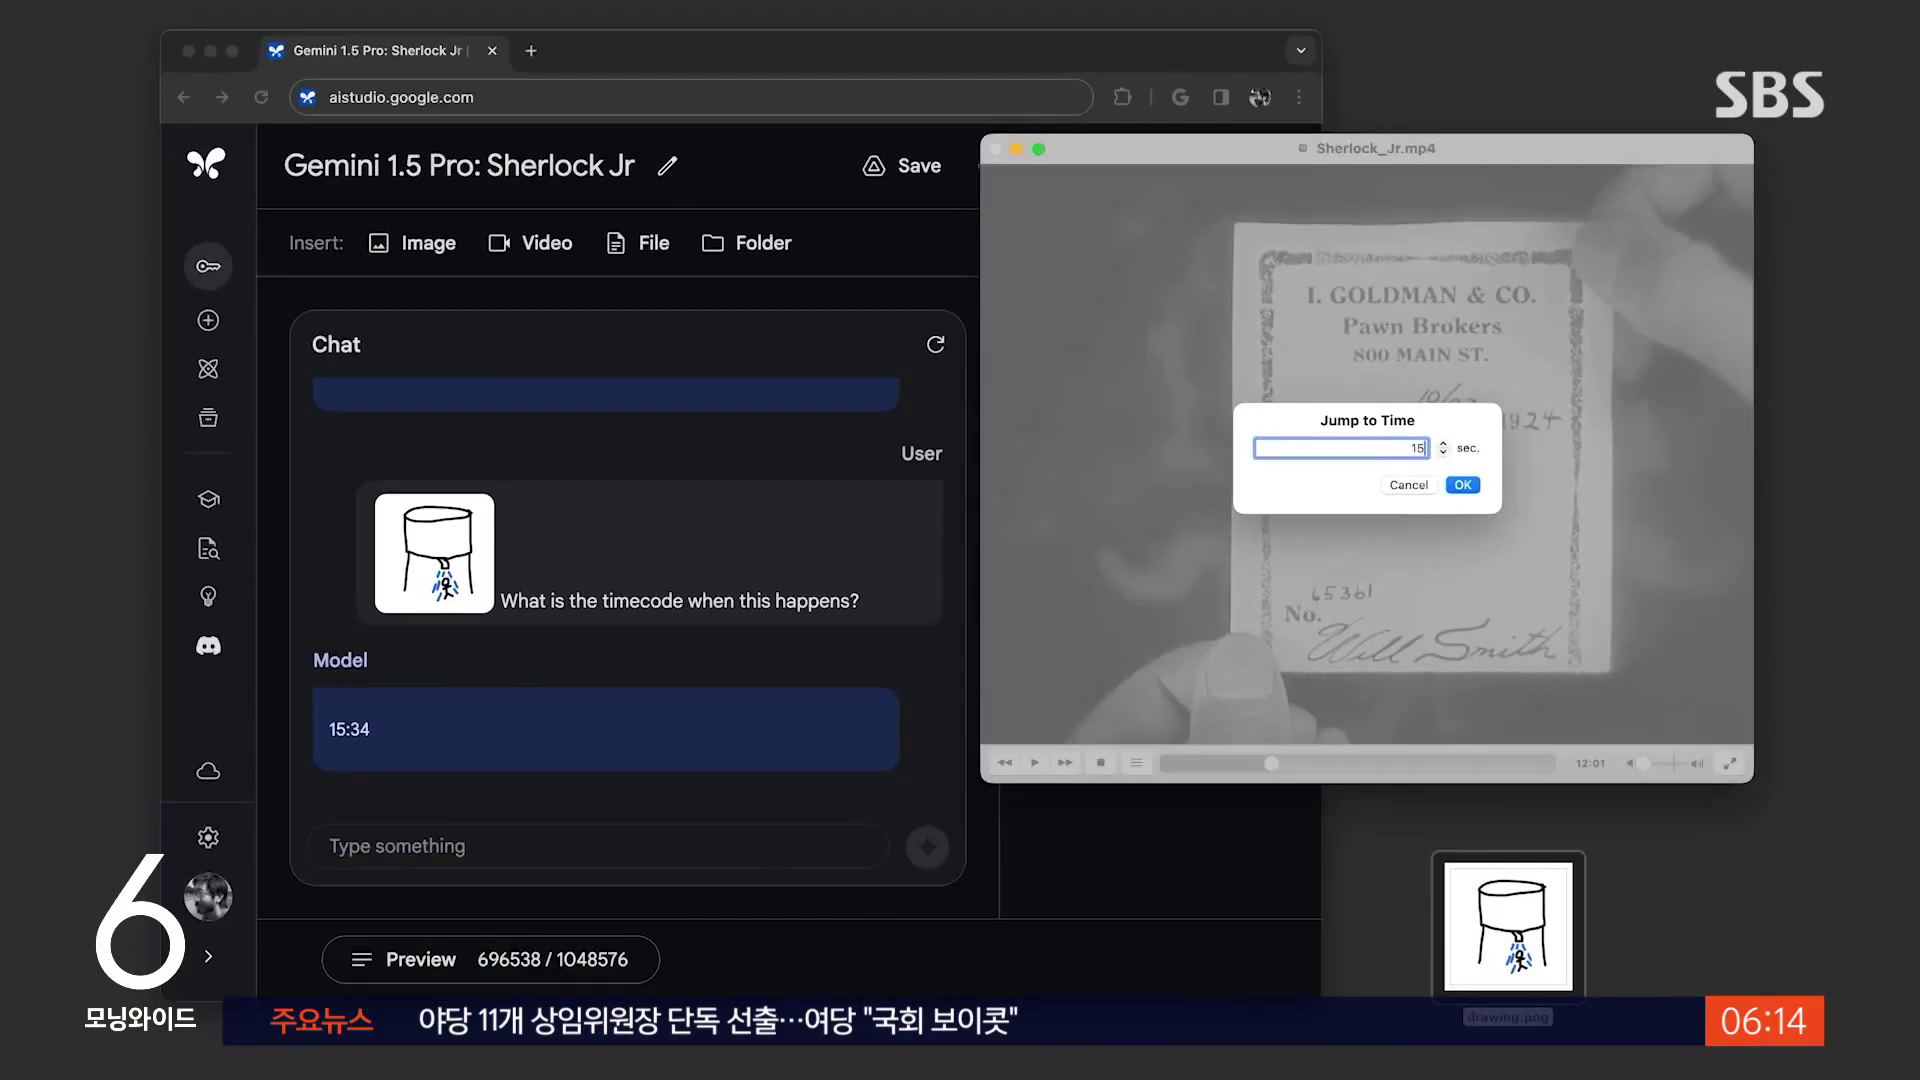 Gemini 1.5 Pro: Sherlock Jr
aistudio.google.com
SBS
Gemini 1.5 Pro: Sherlock Jr
Save
Sherlock_Jr.mp4
Insert:
Image
Video
File
Folder
I. GOLDMAN & CO.
Pawn Brokers
800 MAIN ST.
1924
Jump to Time
15
sec.
Cancel
OK
65361
No.
Will Smith
12:01
Chat
User
What is the timecode when this happens?
Model
15:34
Type something
Preview
696538 / 1048576
drawing.png
6
모닝와이드
주요뉴스
야당 11개 상임위원장 단독 선출…여당 "국회 보이콧"
06:14